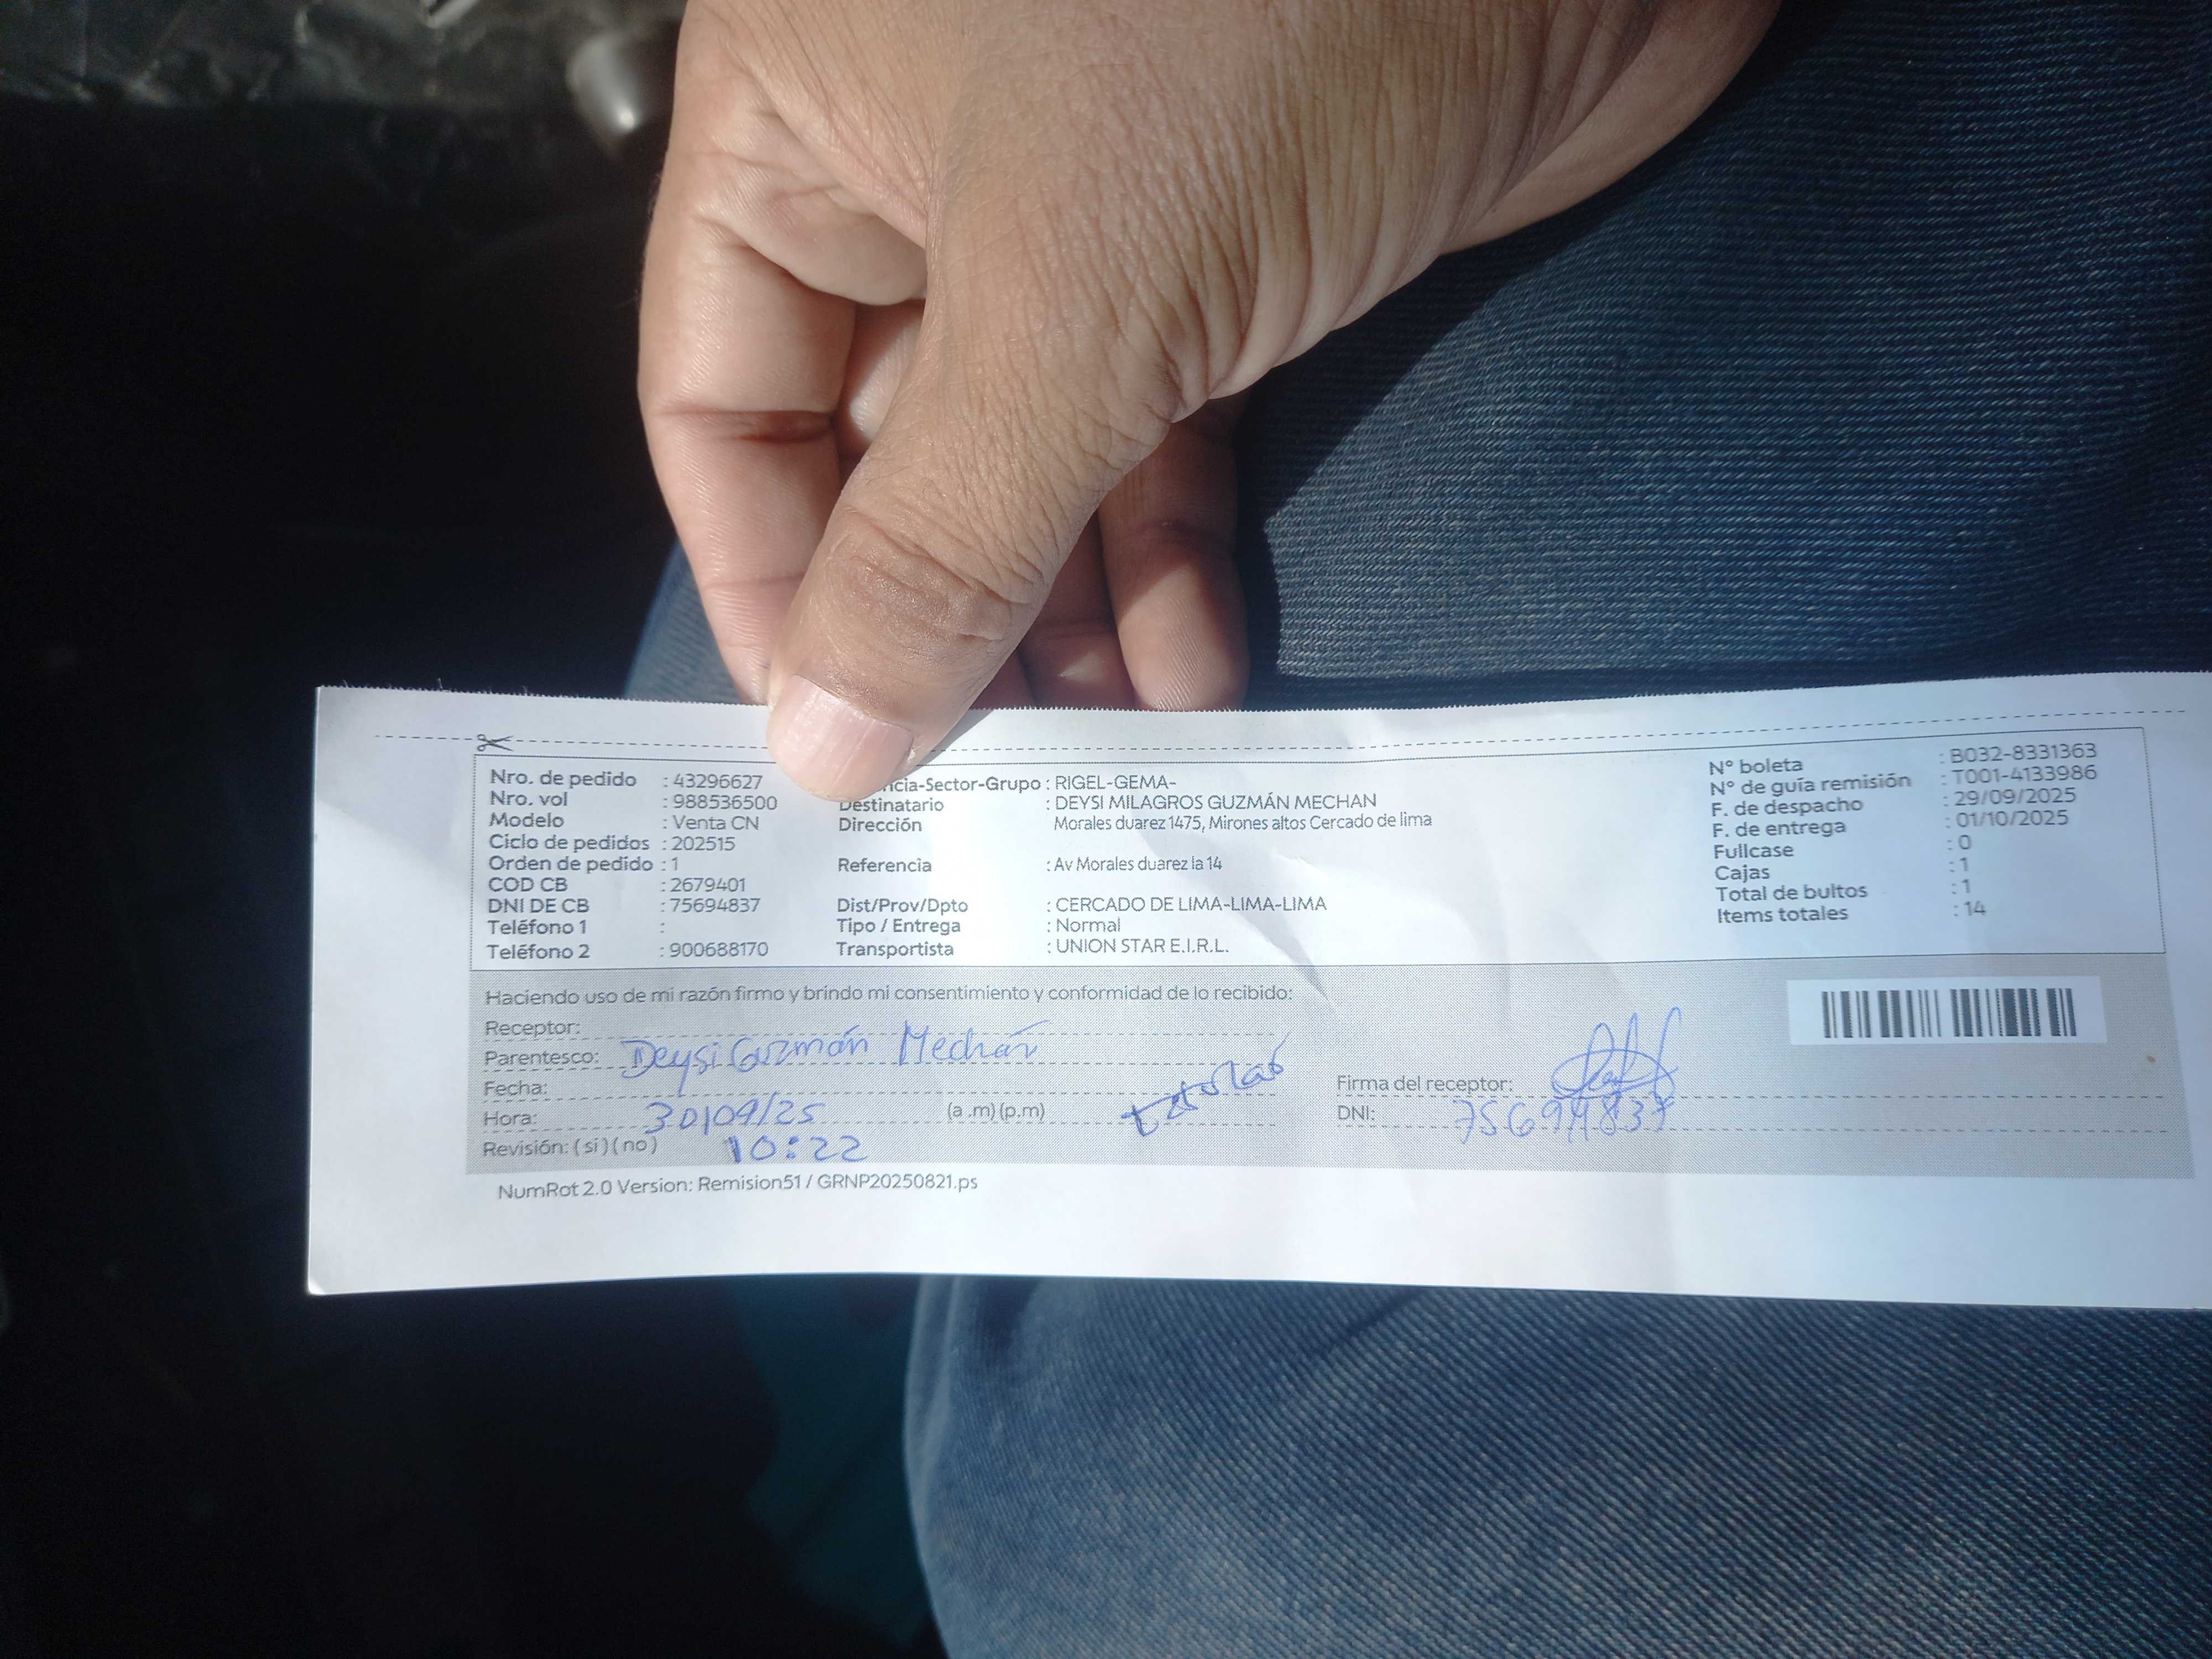 Nro. de pedido : 43296627
Nro. vol : 988536500
Modelo : Venta CN
Ciclo de pedidos : 202515
Orden de pedido : 1
COD CB : 2679401
DNI DE CB : 75694837
Teléfono 1 :
Teléfono 2 : 900688170
cia-Sector-Grupo : RIGEL-GEMA-
Destinatario : DEYSI MILAGROS GUZMÁN MECHAN
Dirección Morales duarez 1475, Mirones altos Cercado de lima
Referencia : Av Morales duarez la 14
Dist/Prov/Dpto : CERCADO DE LIMA-LIMA-LIMA
Tipo / Entrega : Normal
Transportista : UNION STAR E.I.R.L.
N° boleta : B032-8331363
N° de guía remisión : T001-4133986
F. de despacho : 29/09/2025
F. de entrega : 01/10/2025
Fullcase : 0
Cajas : 1
Total de bultos : 1
Items totales : 14
Haciendo uso de mi razón firmo y brindo mi consentimiento y conformidad de lo recibido:
Receptor:
Parentesco: Deysi Guzmán Mechán
Fecha:
Hora: 30/09/25 (a .m) (p.m)
Revisión: ( si ) ( no ) 10:22
Firma del receptor:
DNI: 75694837
NumRot 2.0 Version: Remision51 / GRNP20250821.ps